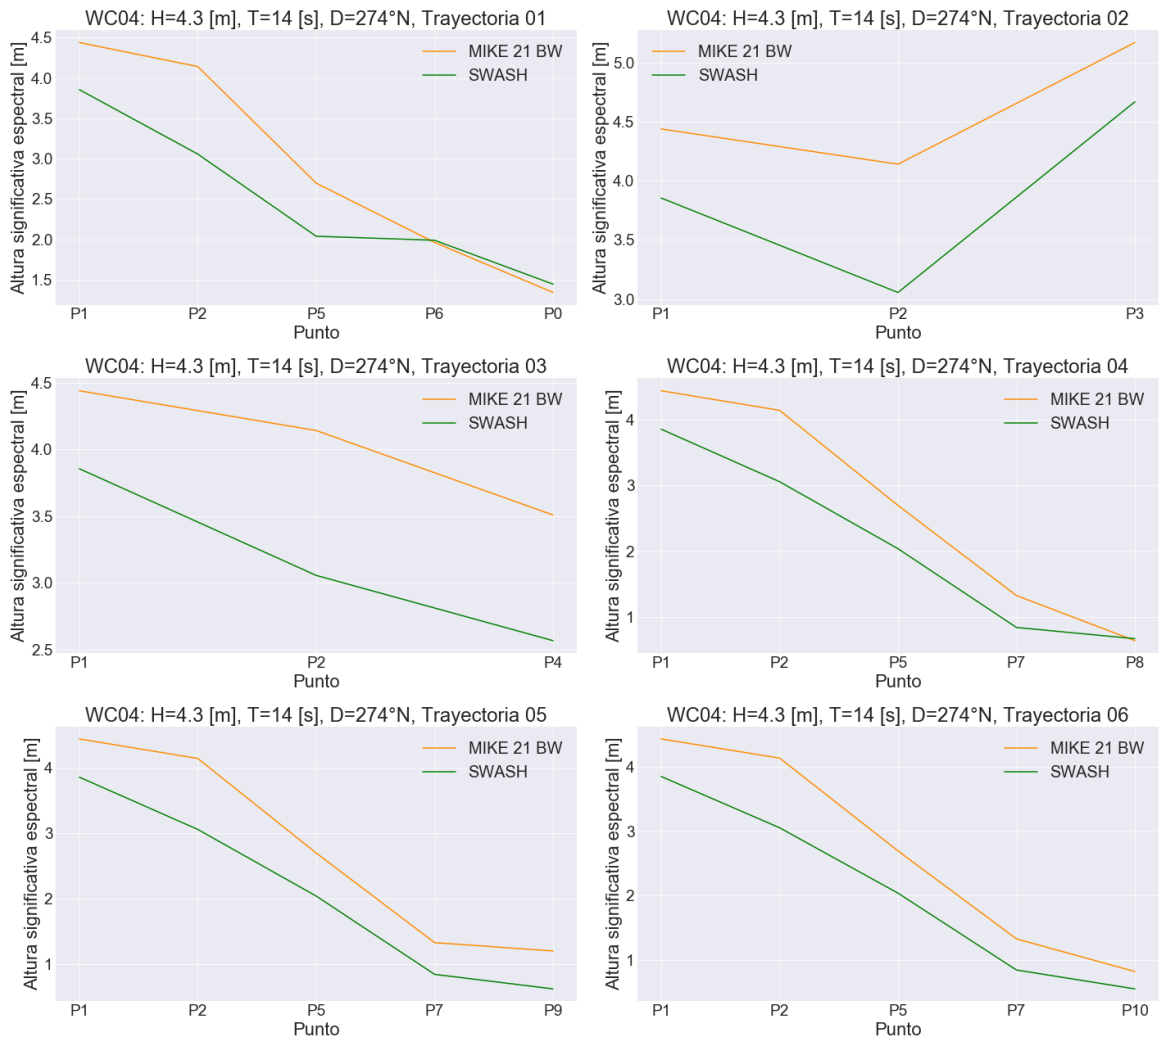 WC04: H=4.3 [m], T=14 [s], D=274°N, Trayectoria 01
Altura significativa espectral [m]
4.5
4.0
3.5
3.0
2.5
2.0
1.5
MIKE 21 BW
SWASH
P1 P2 P5 P6 P0
Punto
WC04: H=4.3 [m], T=14 [s], D=274°N, Trayectoria 02
Altura significativa espectral [m]
5.0
4.5
4.0
3.5
3.0
MIKE 21 BW
SWASH
P1 P2 P3
Punto
WC04: H=4.3 [m], T=14 [s], D=274°N, Trayectoria 03
Altura significativa espectral [m]
4.5
4.0
3.5
3.0
2.5
MIKE 21 BW
SWASH
P1 P2 P4
Punto
WC04: H=4.3 [m], T=14 [s], D=274°N, Trayectoria 04
Altura significativa espectral [m]
4
3
2
1
MIKE 21 BW
SWASH
P1 P2 P5 P7 P8
Punto
WC04: H=4.3 [m], T=14 [s], D=274°N, Trayectoria 05
Altura significativa espectral [m]
4
3
2
1
MIKE 21 BW
SWASH
P1 P2 P5 P7 P9
Punto
WC04: H=4.3 [m], T=14 [s], D=274°N, Trayectoria 06
Altura significativa espectral [m]
4
3
2
1
MIKE 21 BW
SWASH
P1 P2 P5 P7 P10
Punto